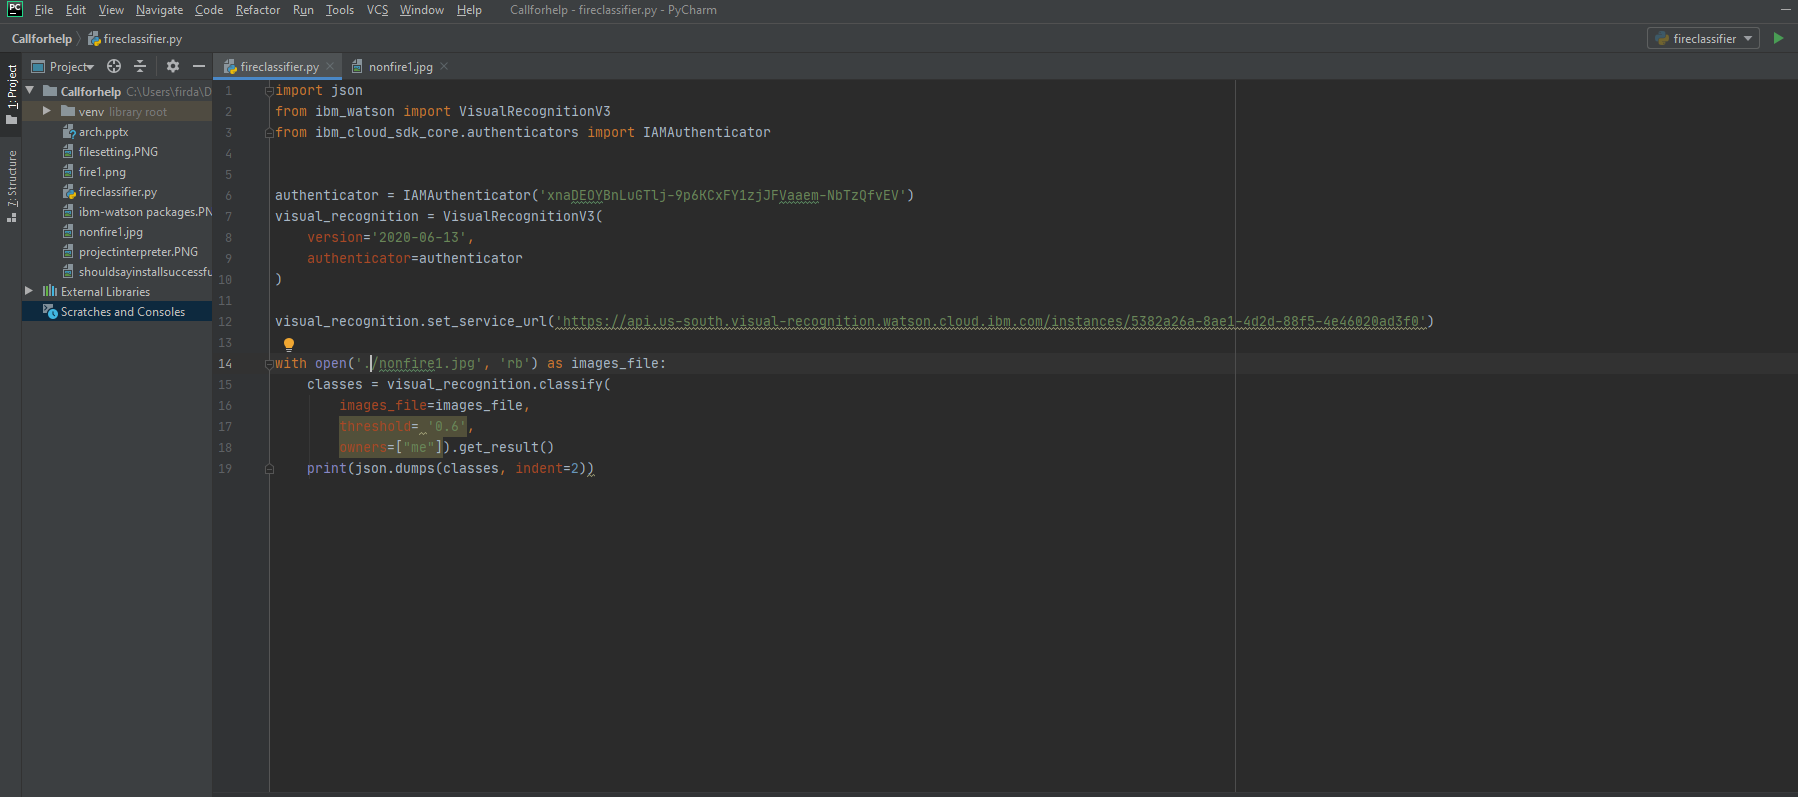 PC File Edit View Navigate Code Refactor Run Tools VCS Window Help Callforhelp - fireclassifier.py - PyCharm
Callforhelp fireclassifier.py fireclassifier
1: Project
7: Structure
Project fireclassifier.py nonfire1.jpg
Callforhelp C:\Users\firda\D
venv library root
arch.pptx
filesetting.PNG
fire1.png
fireclassifier.py
ibm-watson packages.PN
nonfire1.jpg
projectinterpreter.PNG
shouldsayinstallsuccessfu
External Libraries
Scratches and Consoles
1 import json
2 from ibm_watson import VisualRecognitionV3
3 from ibm_cloud_sdk_core.authenticators import IAMAuthenticator
4
5
6 authenticator = IAMAuthenticator('xnaDEOYBnLuGTlj-9p6KCxFY1zjJFVaaem-NbTzQfvEV')
7 visual_recognition = VisualRecognitionV3(
8 version='2020-06-13',
9 authenticator=authenticator
10 )
11
12 visual_recognition.set_service_url('https://api.us-south.visual-recognition.watson.cloud.ibm.com/instances/5382a26a-8ae1-4d2d-88f5-4e46020ad3f0')
13
14 with open('./nonfire1.jpg', 'rb') as images_file:
15 classes = visual_recognition.classify(
16 images_file=images_file,
17 threshold= '0.6',
18 owners=["me"]).get_result()
19 print(json.dumps(classes, indent=2))